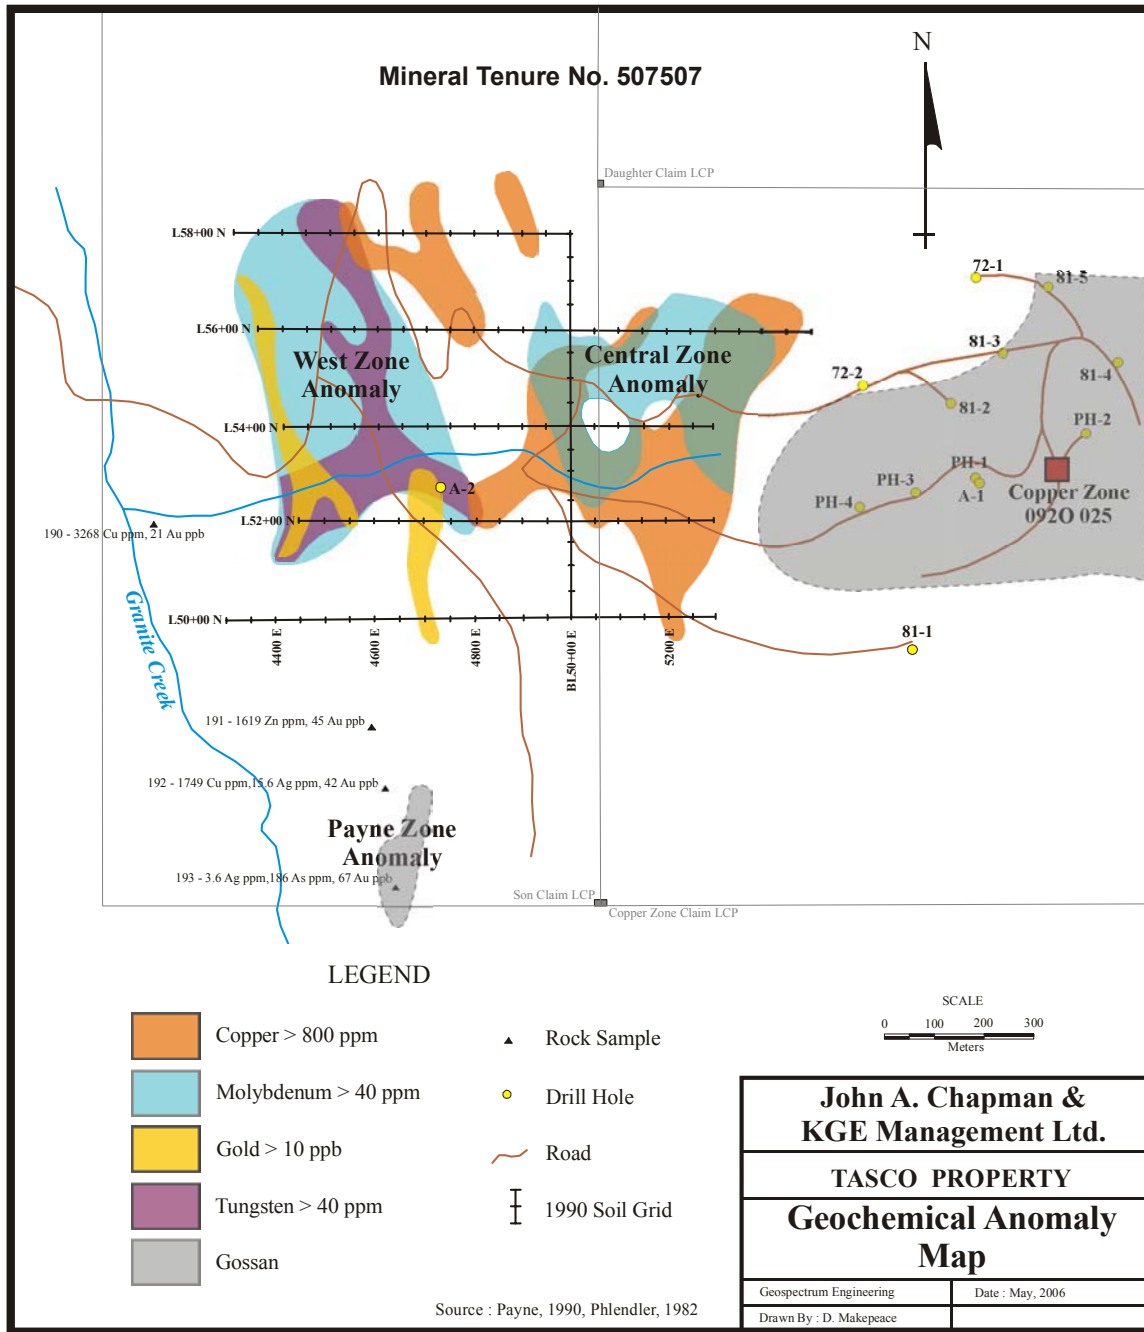 N
Mineral Tenure No. 507507
Daughter Claim LCP
L58+00 N
72-1
81-5
L56+00 N
81-3
West Zone
Anomaly
Central Zone
Anomaly
72-2
81-4
81-2
L54+00 N
PH-2
A-2
PH-3
PH-1
A-1
PH-4
Copper Zone
092O 025
L52+00 N
190 - 3268 Cu ppm, 21 Au ppb
Granite Creek
L50+00 N
4400 E
4600 E
4800 E
BL50+00 E
5200 E
81-1
191 - 1619 Zn ppm, 45 Au ppb
192 - 1749 Cu ppm,15.6 Ag ppm, 42 Au ppb
Payne Zone
Anomaly
193 - 3.6 Ag ppm,186 As ppm, 67 Au ppb
Son Claim LCP
Copper Zone Claim LCP
LEGEND
Copper > 800 ppm
Molybdenum > 40 ppm
Gold > 10 ppb
Tungsten > 40 ppm
Gossan
Rock Sample
Drill Hole
Road
1990 Soil Grid
SCALE
0 100 200 300
Meters
John A. Chapman &
KGE Management Ltd.
TASCO PROPERTY
Geochemical Anomaly
Map
Geospectrum Engineering
Date : May, 2006
Drawn By : D. Makepeace
Source : Payne, 1990, Phlendler, 1982